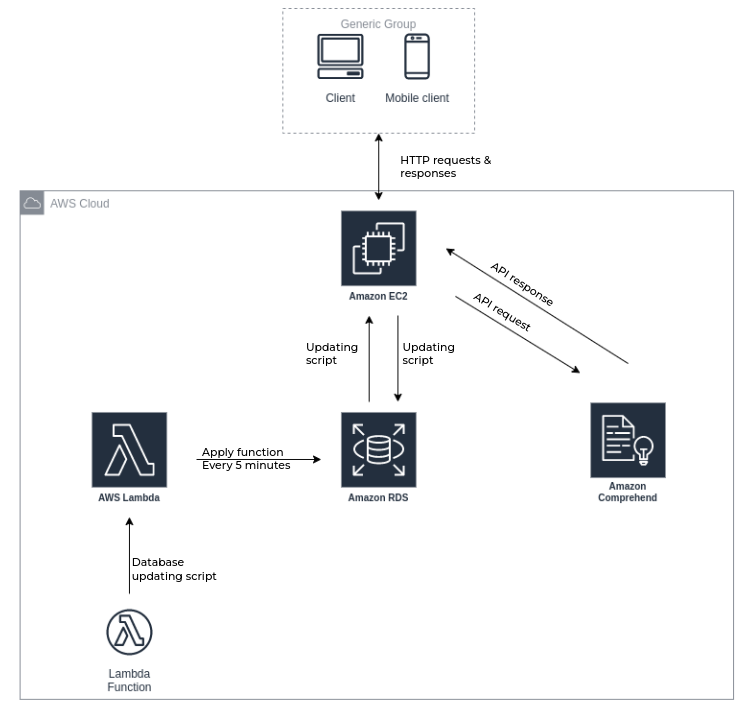 Generic Group
Client
Mobile client
HTTP requests &
responses
AWS Cloud
Amazon EC2
API response
API request
Updating
script
Updating
script
Apply function
Every 5 minutes
AWS Lambda
Amazon RDS
Amazon
Comprehend
Database
updating script
Lambda
Function